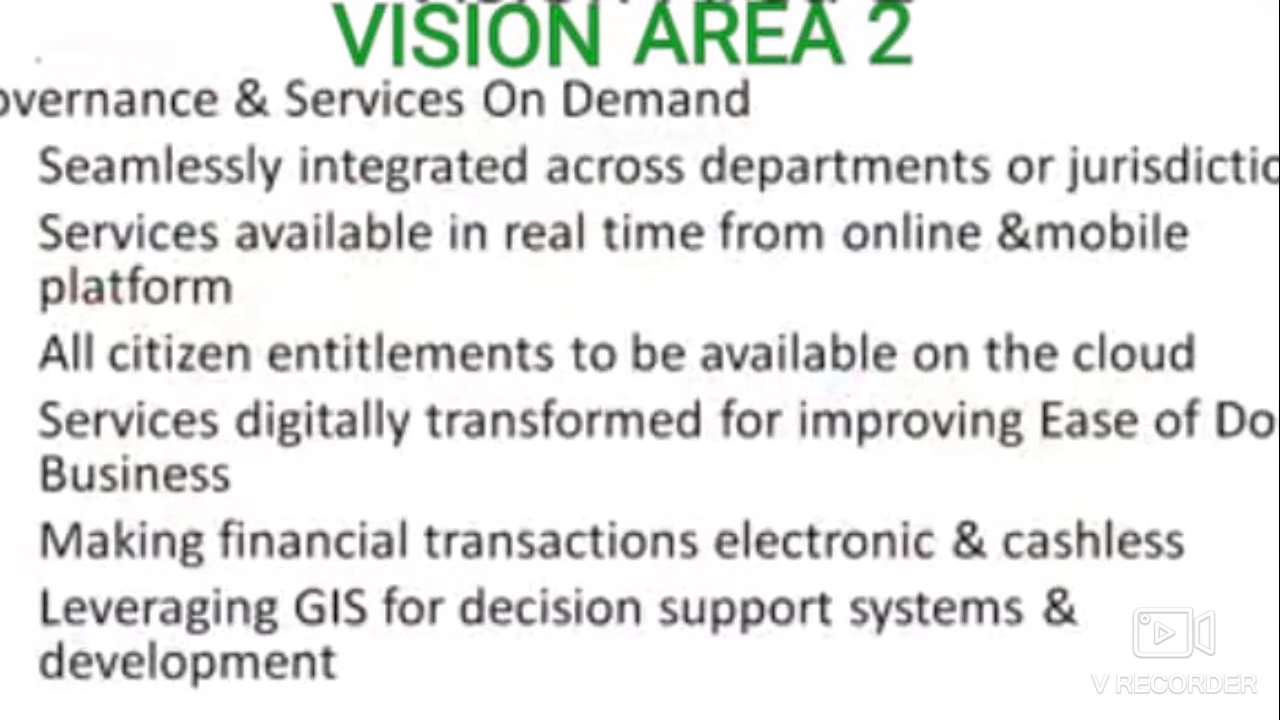 VISION AREA 2
overnance & Services On Demand
Seamlessly integrated across departments or jurisdictio
Services available in real time from online &mobile
platform
All citizen entitlements to be available on the cloud
Services digitally transformed for improving Ease of Do
Business
Making financial transactions electronic & cashless
Leveraging GIS for decision support systems &
development
V RECORDER